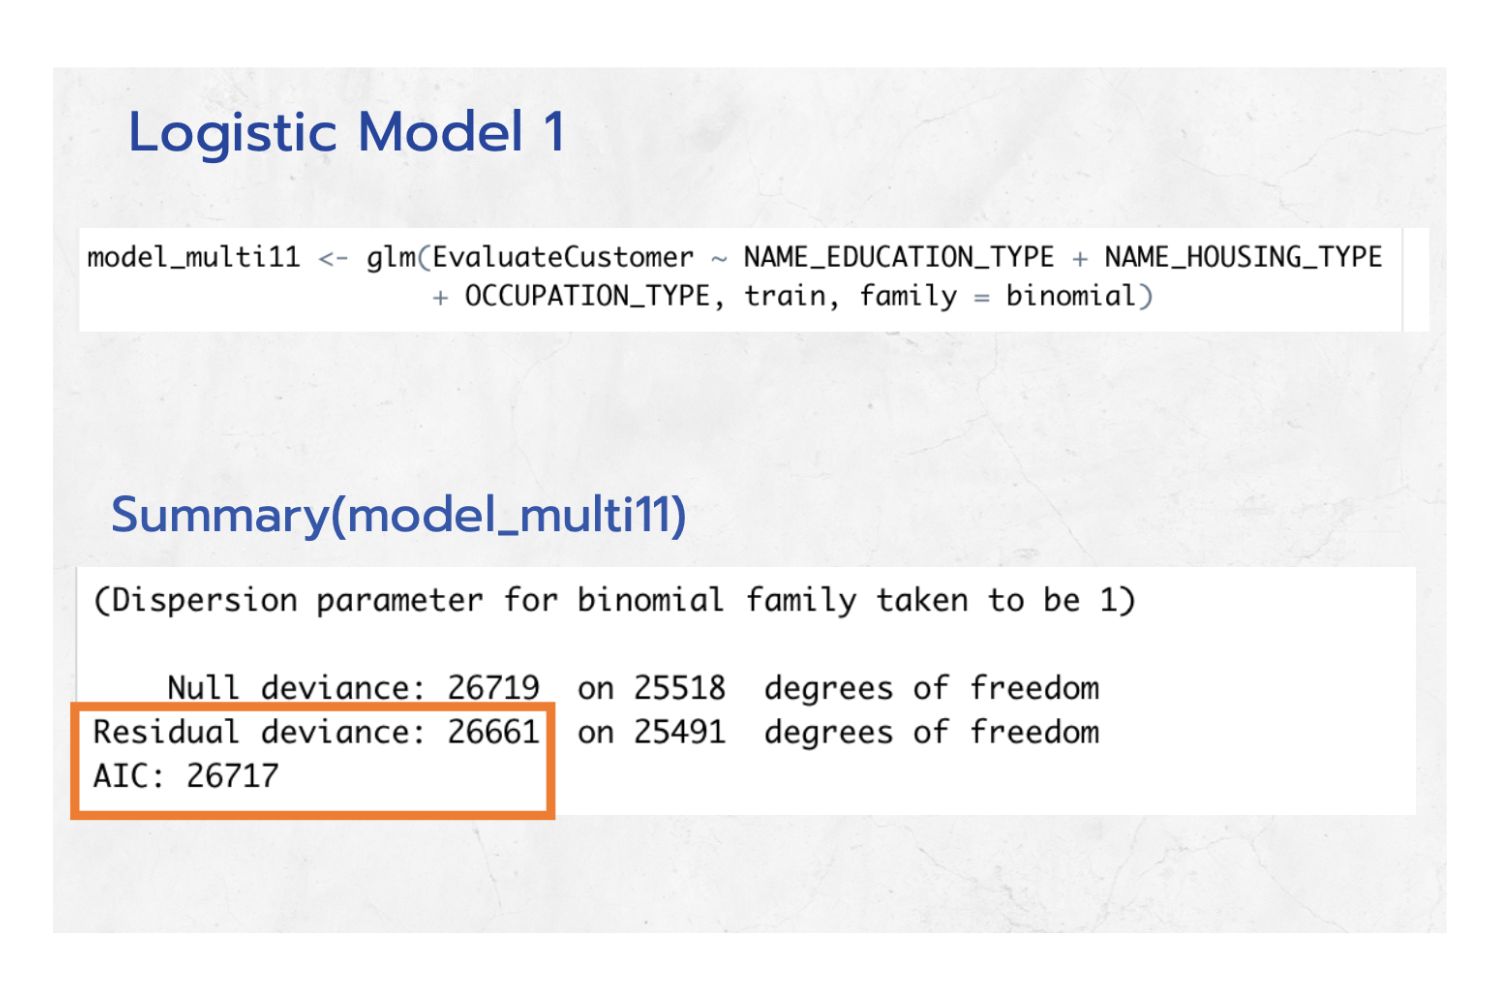 Logistic Model 1
model_multi11 <- glm(EvaluateCustomer ~ NAME_EDUCATION_TYPE + NAME_HOUSING_TYPE
+ OCCUPATION_TYPE, train, family = binomial)
Summary(model_multi11)
(Dispersion parameter for binomial family taken to be 1)
Null deviance: 26719 on 25518 degrees of freedom
Residual deviance: 26661 on 25491 degrees of freedom
AIC: 26717